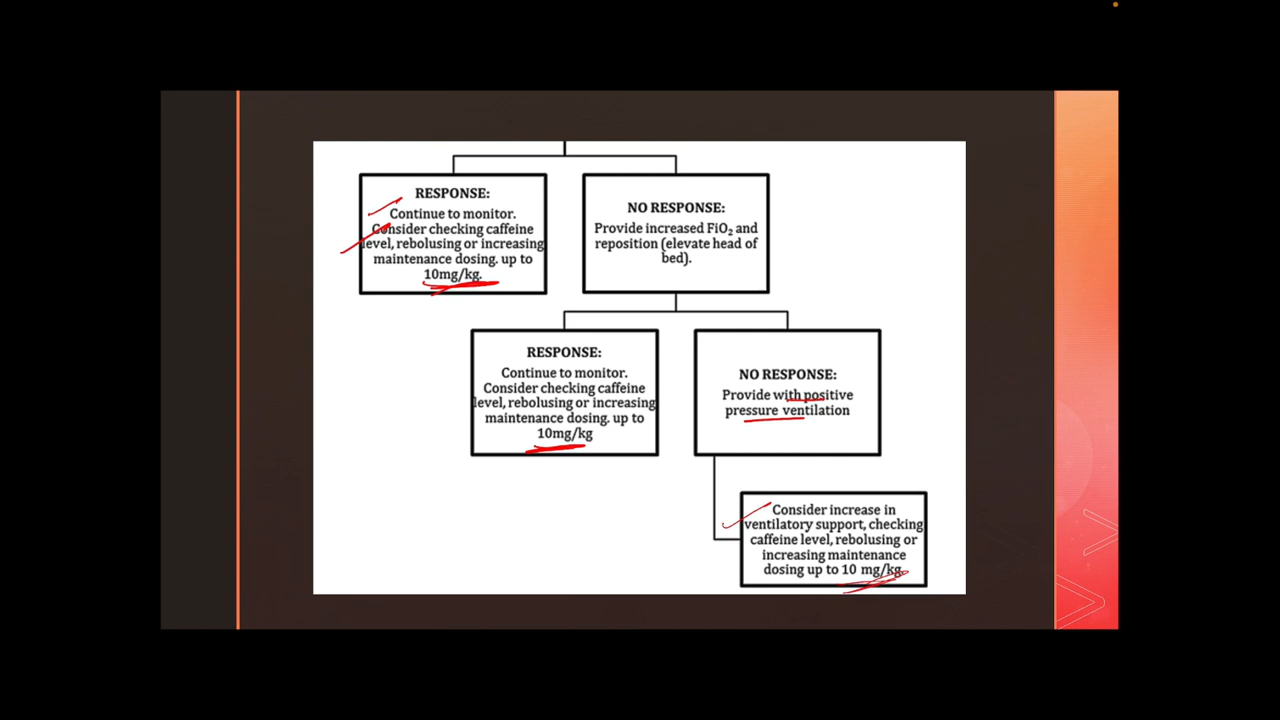 RESPONSE:
Continue to monitor.
Consider checking caffeine
level, rebolusing or increasing
maintenance dosing. up to
10mg/kg.
NO RESPONSE:
Provide increased FiO₂ and
reposition (elevate head of
bed).
RESPONSE:
Continue to monitor.
Consider checking caffeine
level, rebolusing or increasing
maintenance dosing. up to
10mg/kg
NO RESPONSE:
Provide with positive
pressure ventilation
Consider increase in
ventilatory support, checking
caffeine level, rebolusing or
increasing maintenance
dosing up to 10 mg/kg.